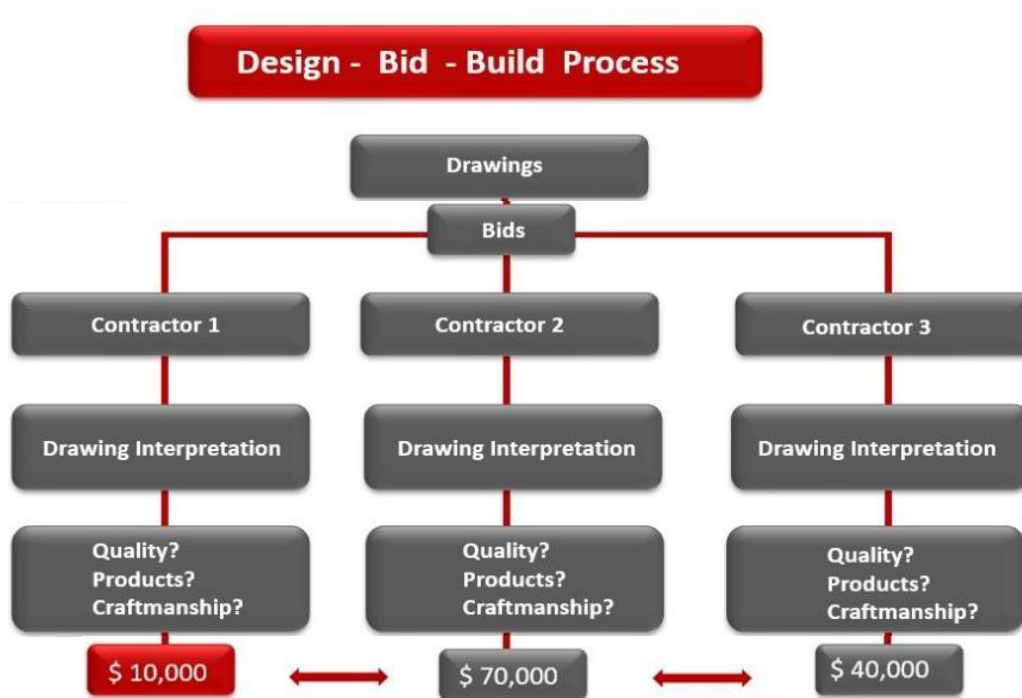 Design - Bid - Build Process
Drawings
Bids
Contractor 1
Contractor 2
Contractor 3
Drawing Interpretation
Drawing Interpretation
Drawing Interpretation
Quality?
Products?
Craftmanship?
Quality?
Products?
Craftmanship?
Quality?
Products?
Craftmanship?
$ 10,000
$ 70,000
$ 40,000